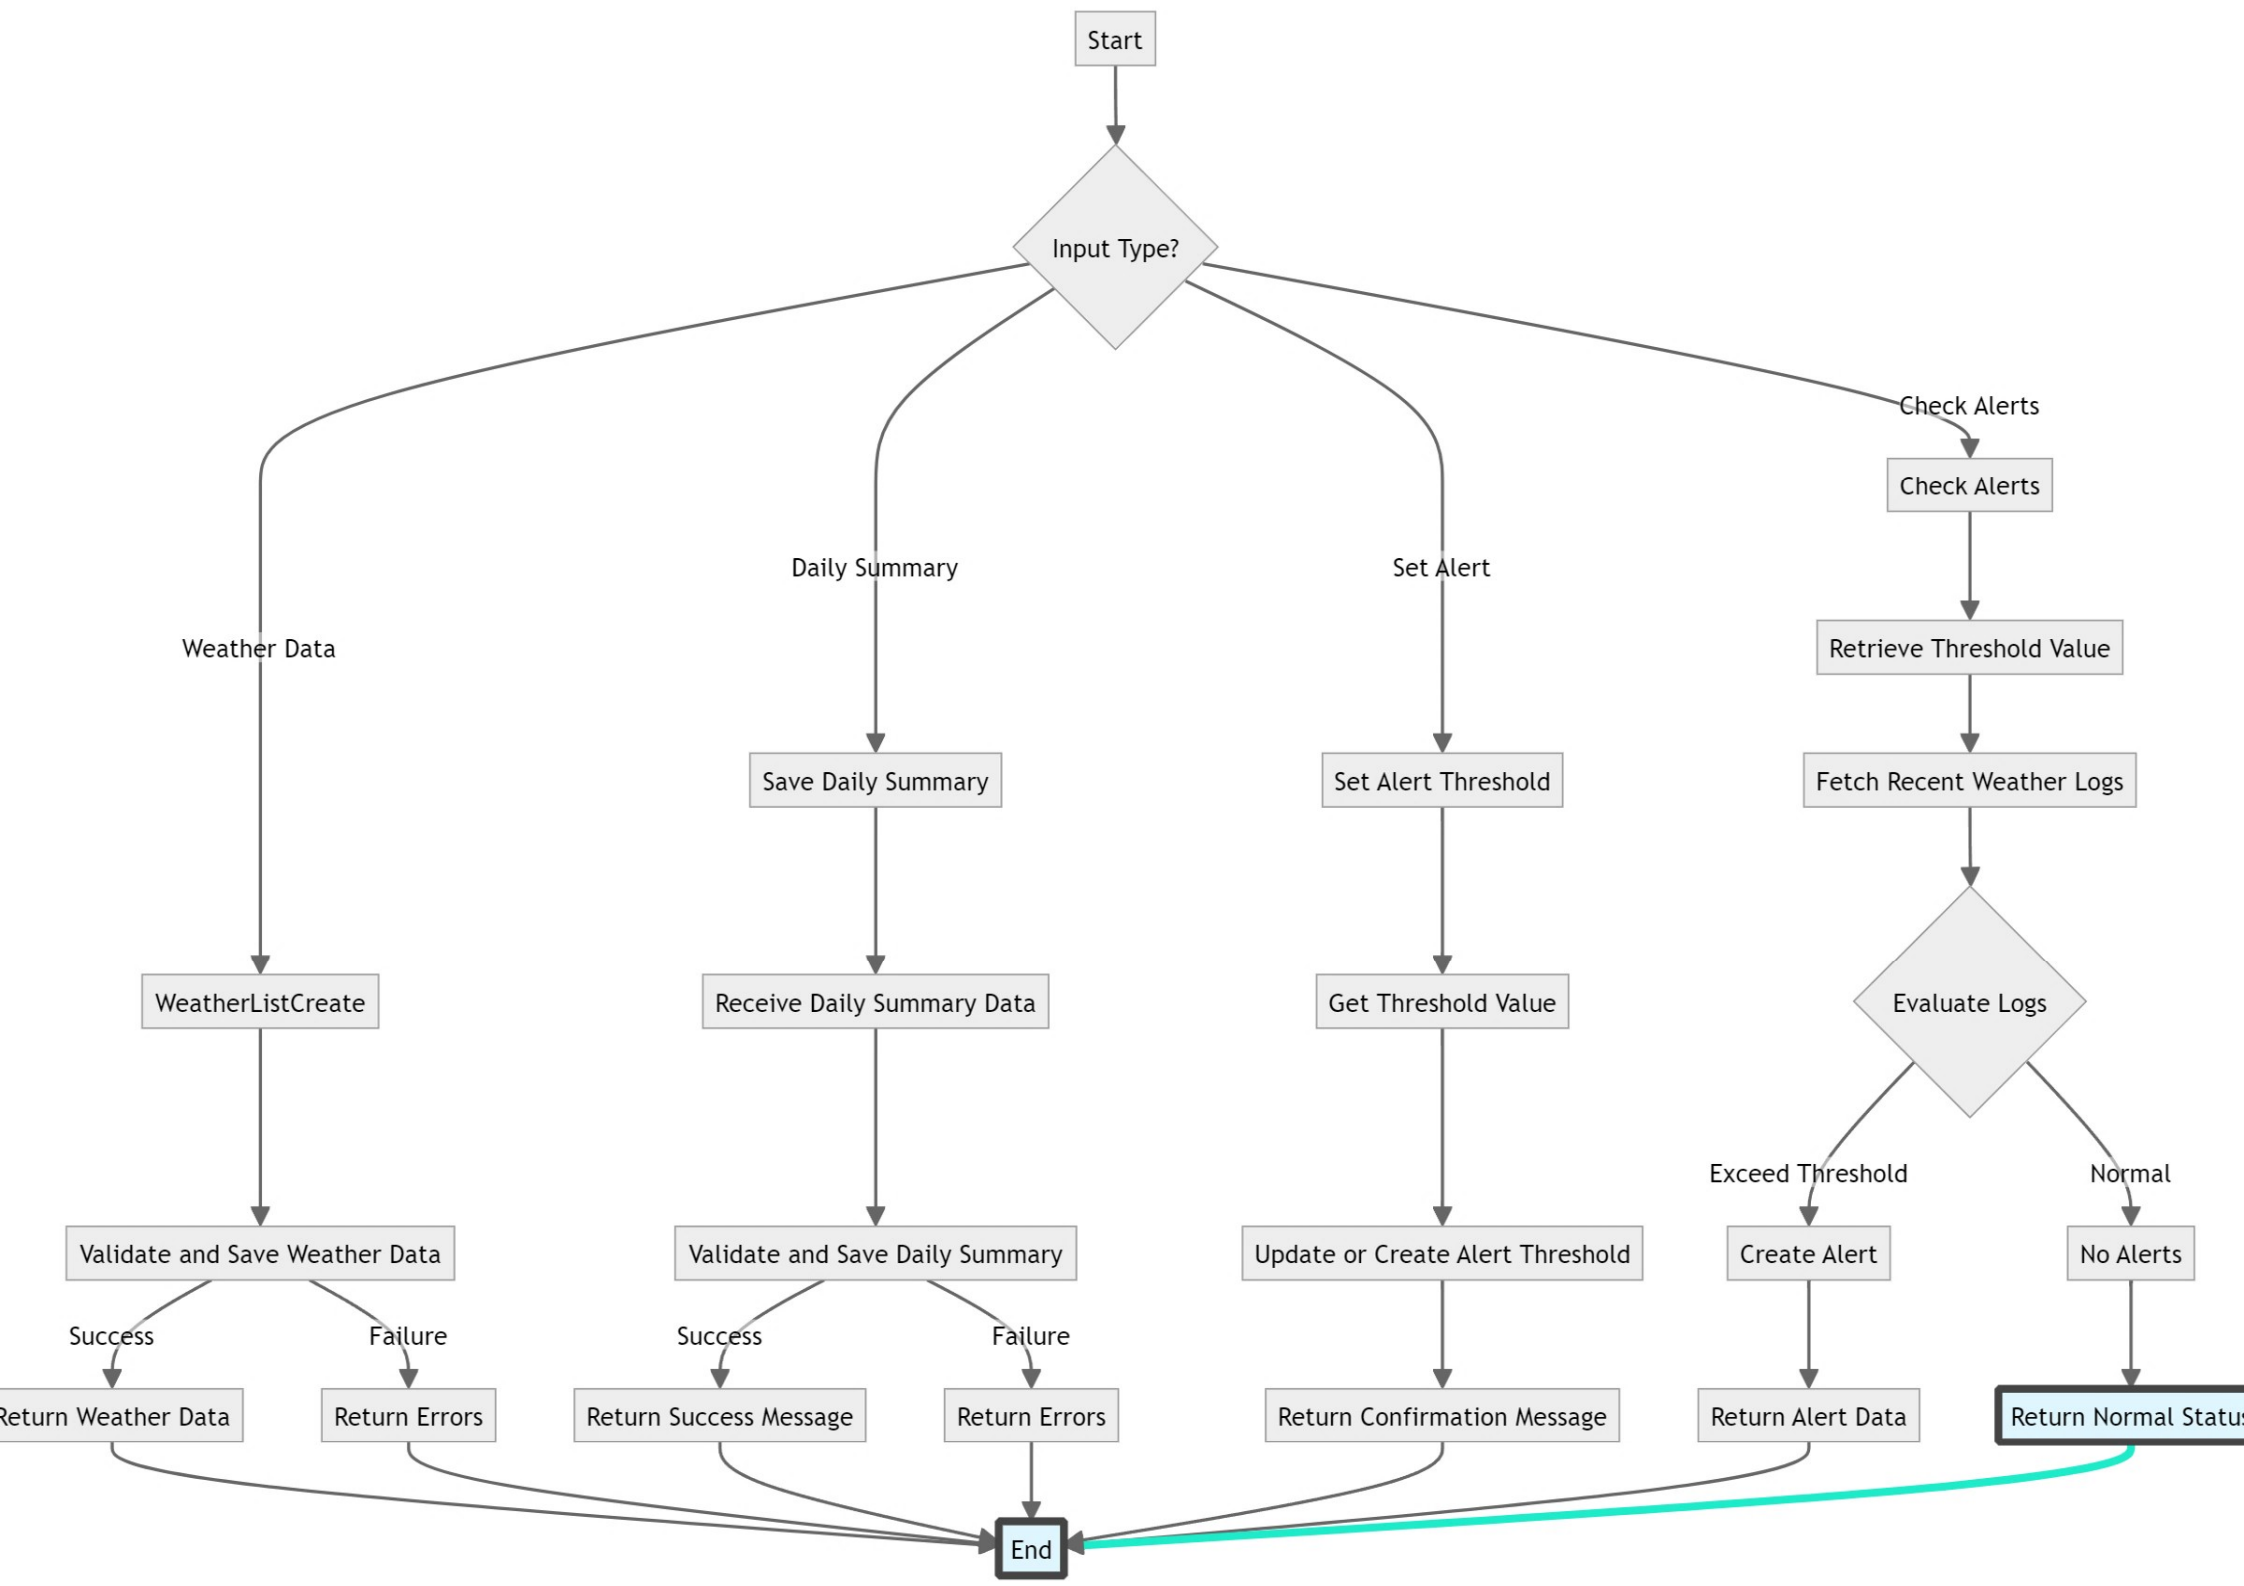 Start
Input Type?
Check Alerts
Check Alerts
Daily Summary
Set Alert
Weather Data
Retrieve Threshold Value
Save Daily Summary
Set Alert Threshold
Fetch Recent Weather Logs
WeatherListCreate
Receive Daily Summary Data
Get Threshold Value
Evaluate Logs
Exceed Threshold
Normal
Validate and Save Weather Data
Validate and Save Daily Summary
Update or Create Alert Threshold
Create Alert
No Alerts
Success
Failure
Success
Failure
Return Weather Data
Return Errors
Return Success Message
Return Errors
Return Confirmation Message
Return Alert Data
Return Normal Status
End